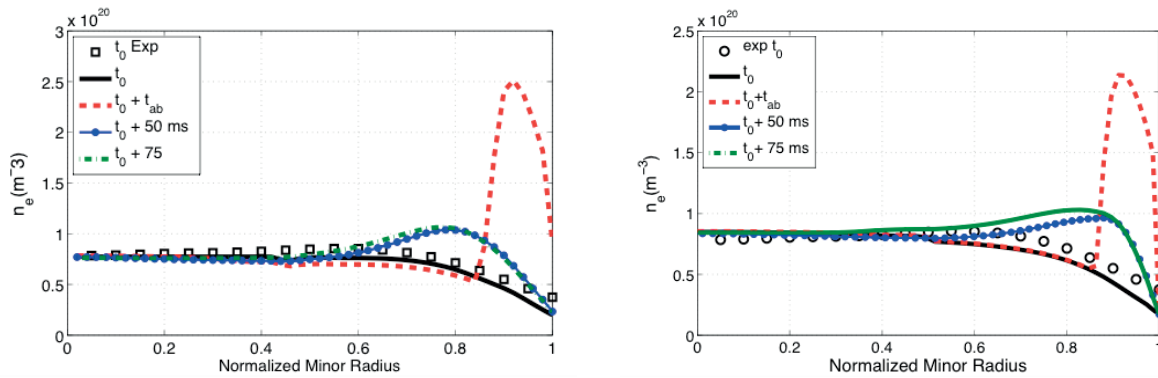 x 10^20
3
2.5
2
1.5
1
0.5
0
n_e(m^-3)
t_0 Exp
t_0
t_0 + t_ab
t_0 + 50 ms
t_0 + 75
0 0.2 0.4 0.6 0.8 1
Normalized Minor Radius
x 10^20
2.5
2
1.5
1
0.5
0
n_e(m^-3)
exp t_0
t_0
t_0+t_ab
t_0+ 50 ms
t_0+ 75 ms
0 0.2 0.4 0.6 0.8 1
Normalized Minor Radius